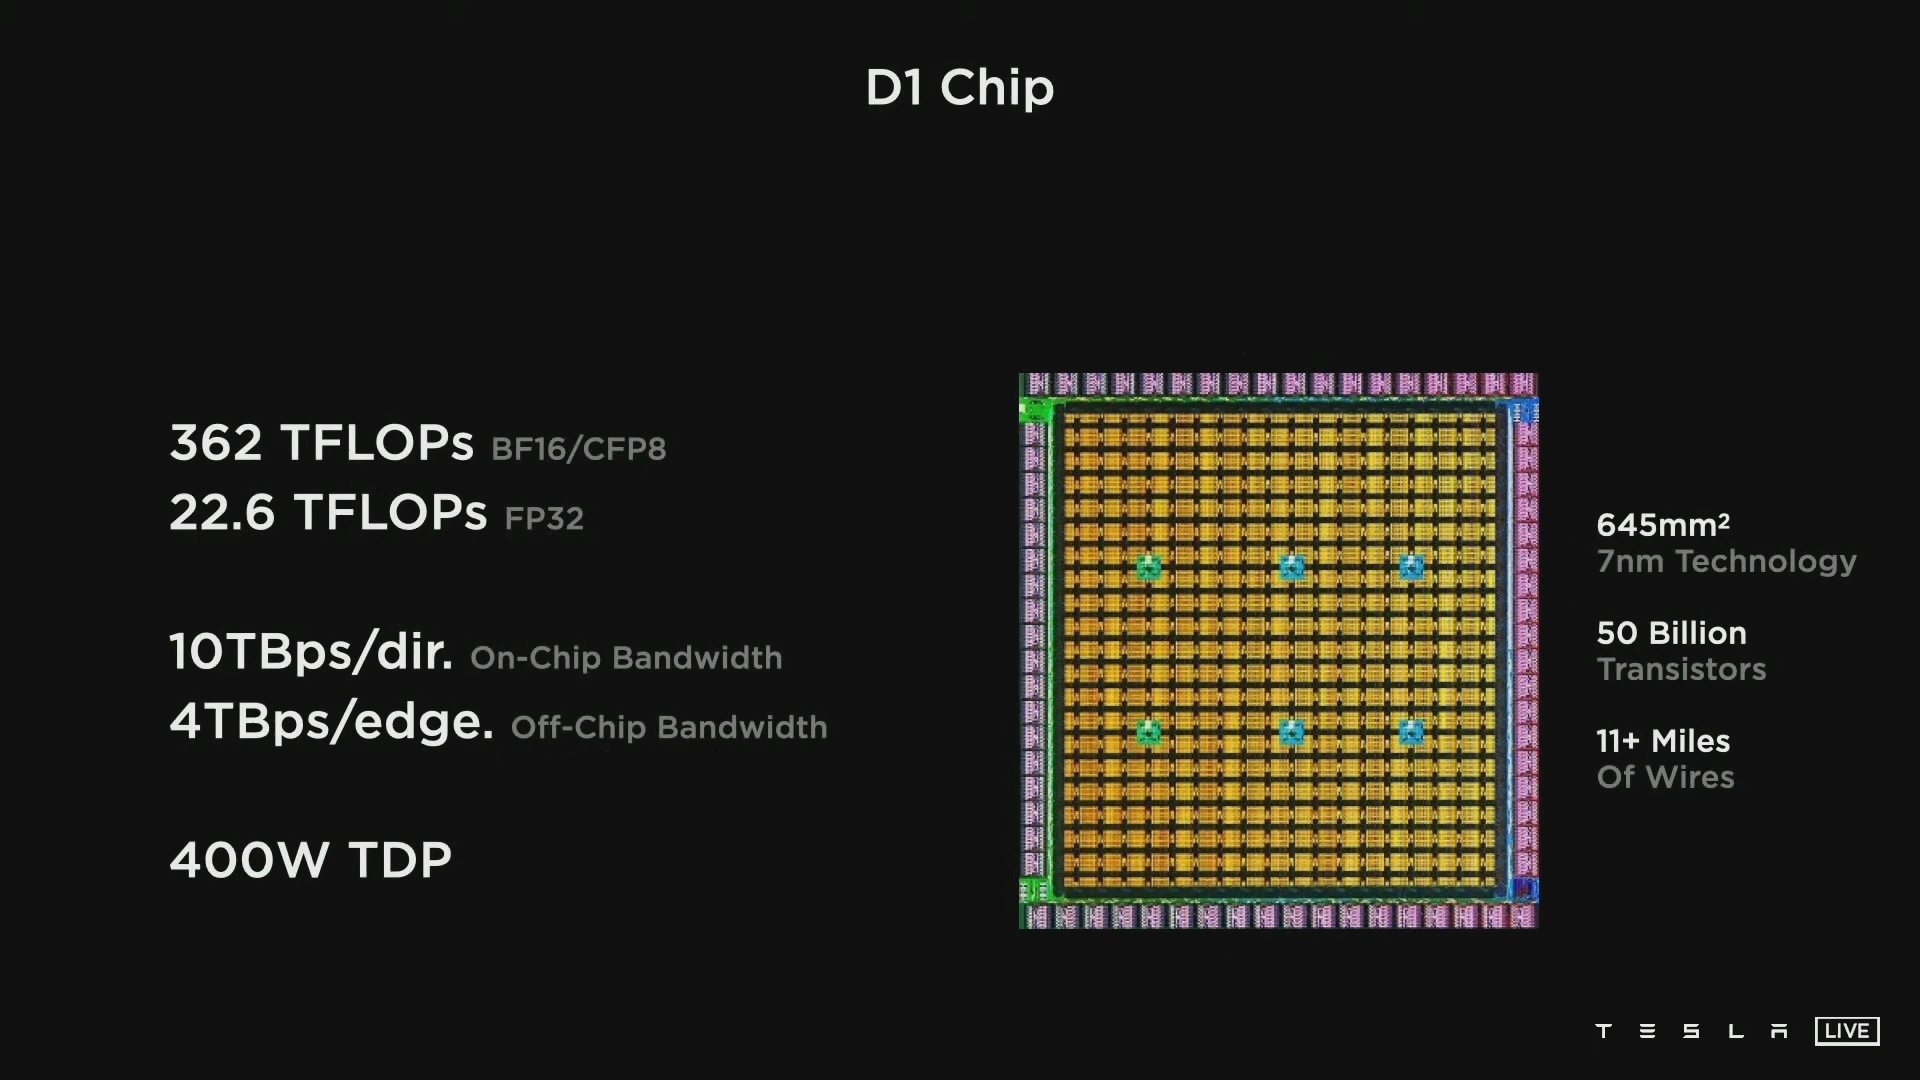 D1 Chip
362 TFLOPs BF16/CFP8
22.6 TFLOPs FP32
10TBps/dir. On-Chip Bandwidth
4TBps/edge. Off-Chip Bandwidth
400W TDP
645mm²
7nm Technology
50 Billion
Transistors
11+ Miles
Of Wires
TESLA LIVE